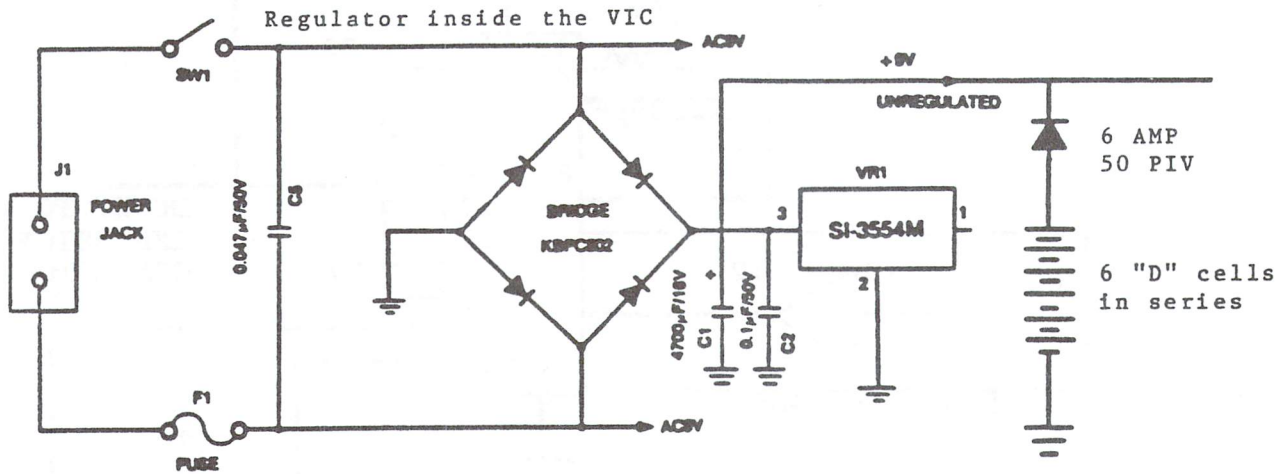 Regulator inside the VIC
AC9V
+9V
SW1
UNREGULATED
6 AMP
50 PIV
J1
VR1
POWER
JACK
0.047µF/50V
C5
BRIDGE
3
SI-3554M
1
2
6 "D" cells
in series
4700µF/16V
+
C1
0.1µF/50V
C2
F1
AC9V
FUSE